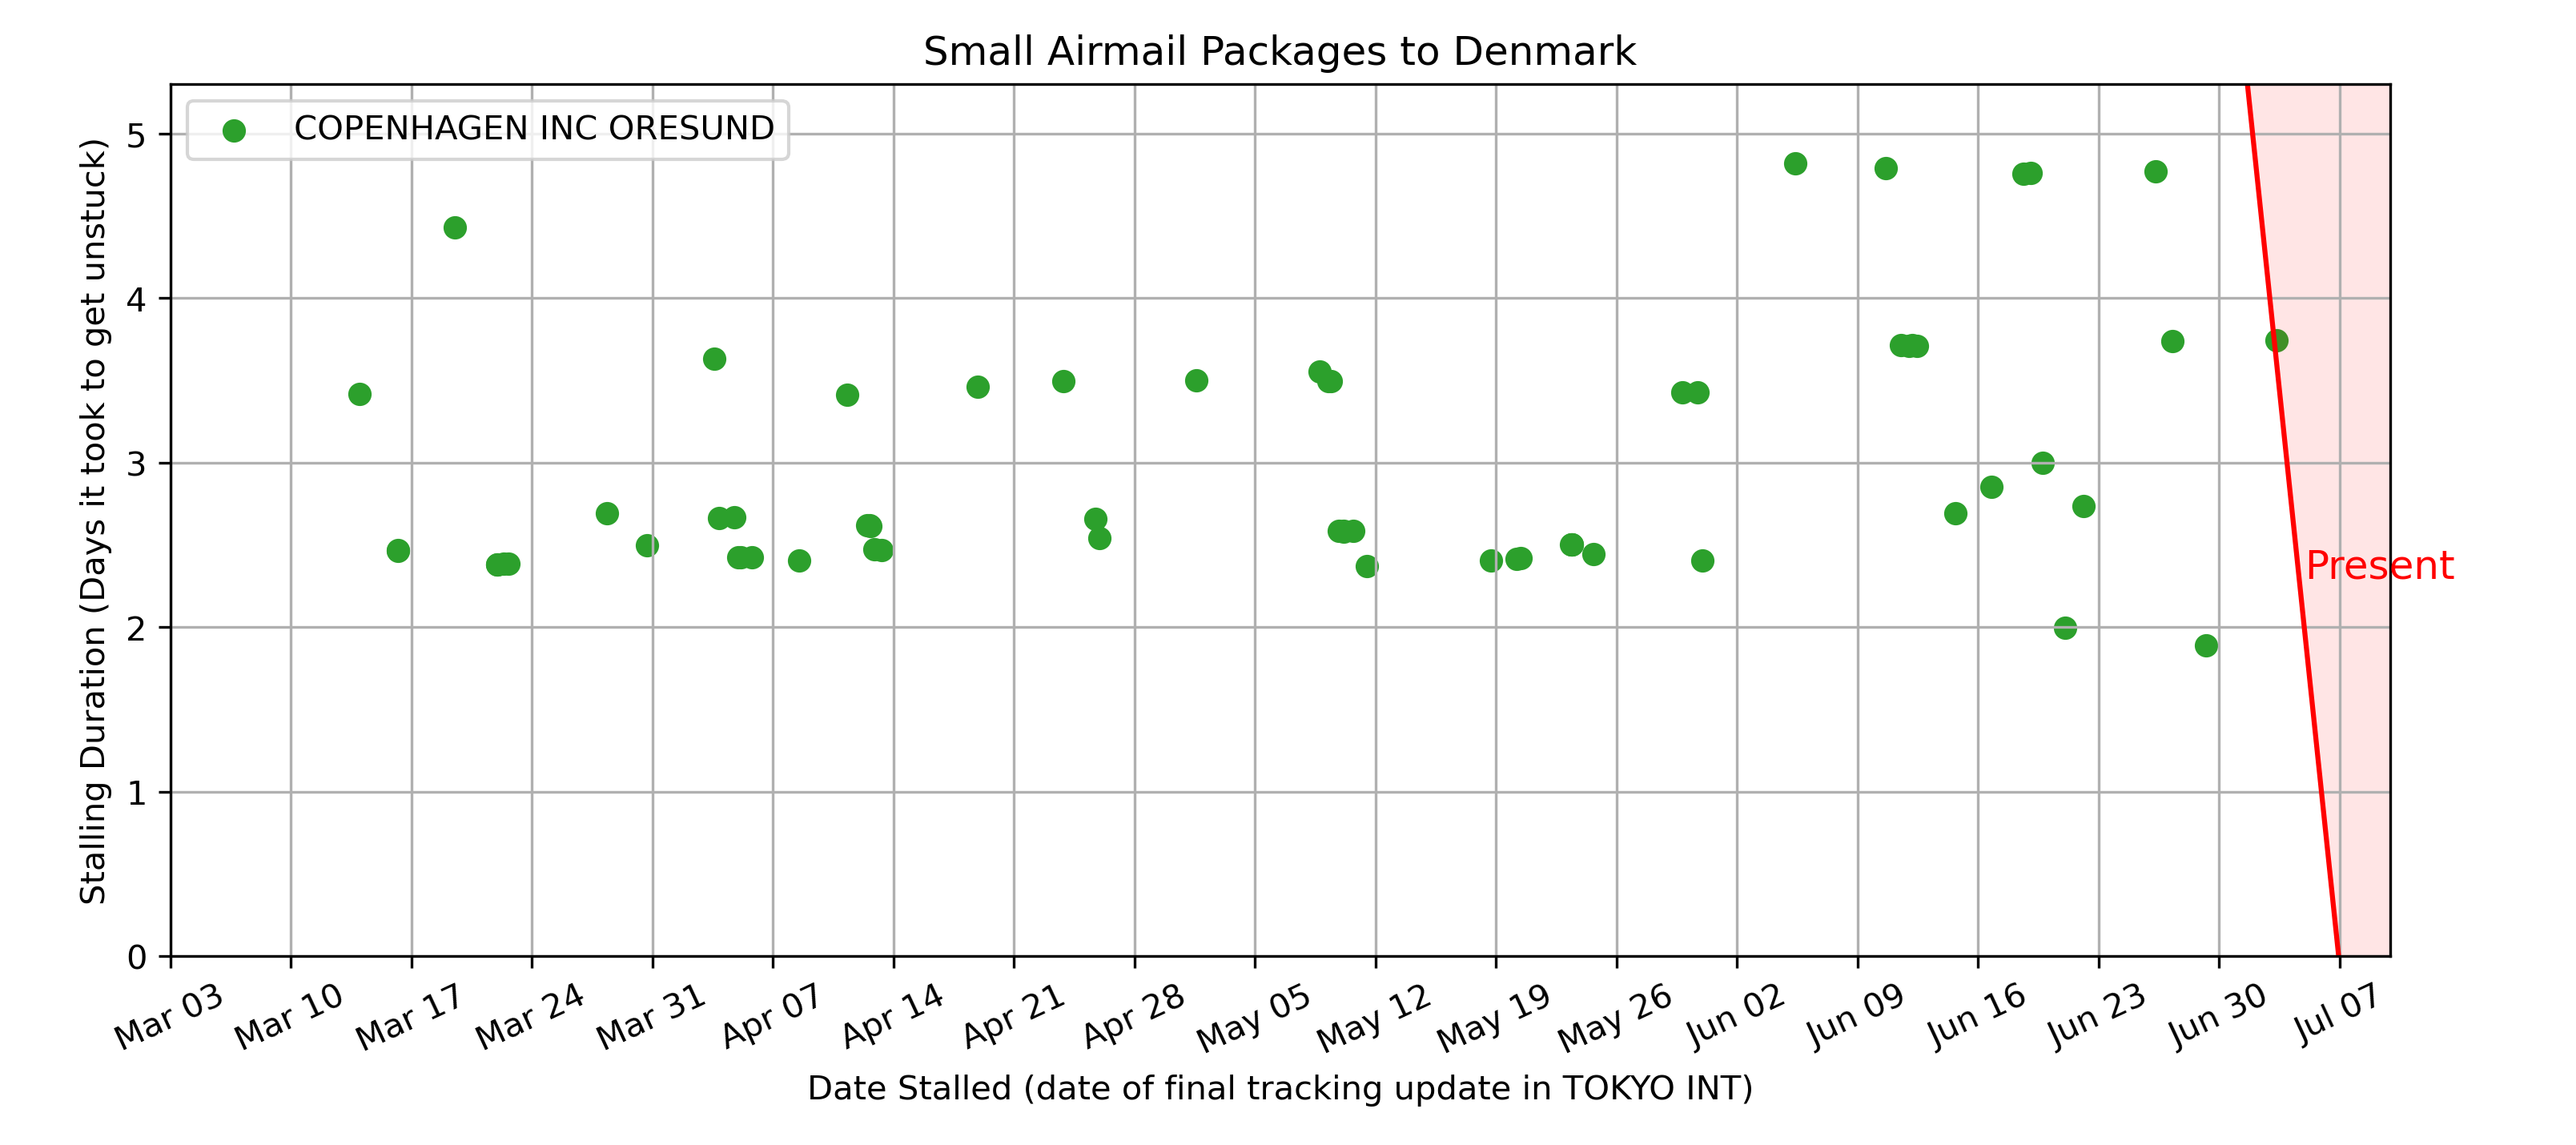 Small Airmail Packages to Denmark
COPENHAGEN INC ORESUND
Stalling Duration (Days it took to get unstuck)
5
4
3
2
1
0
Present
Mar 03
Mar 10
Mar 17
Mar 24
Mar 31
Apr 07
Apr 14
Apr 21
Apr 28
May 05
May 12
May 19
May 26
Jun 02
Jun 09
Jun 16
Jun 23
Jun 30
Jul 07
Date Stalled (date of final tracking update in TOKYO INT)